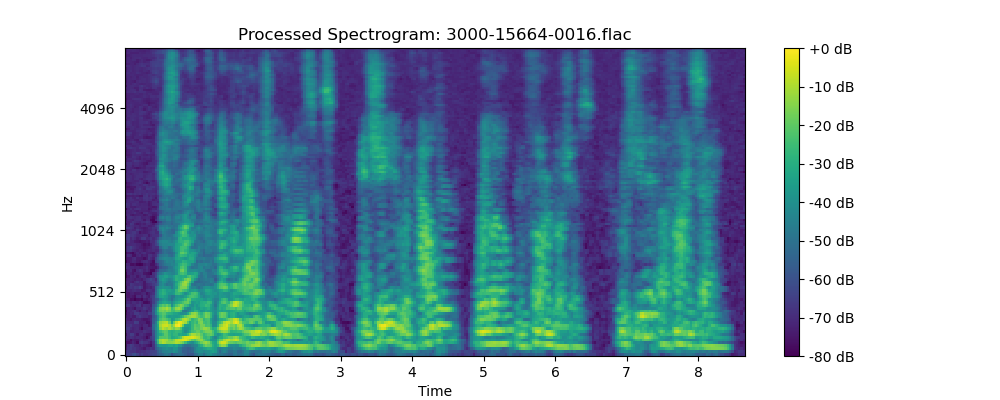 Processed Spectrogram: 3000-15664-0016.flac
Hz
4096
2048
1024
512
0
0 1 2 3 4 5 6 7 8
Time
+0 dB
-10 dB
-20 dB
-30 dB
-40 dB
-50 dB
-60 dB
-70 dB
-80 dB